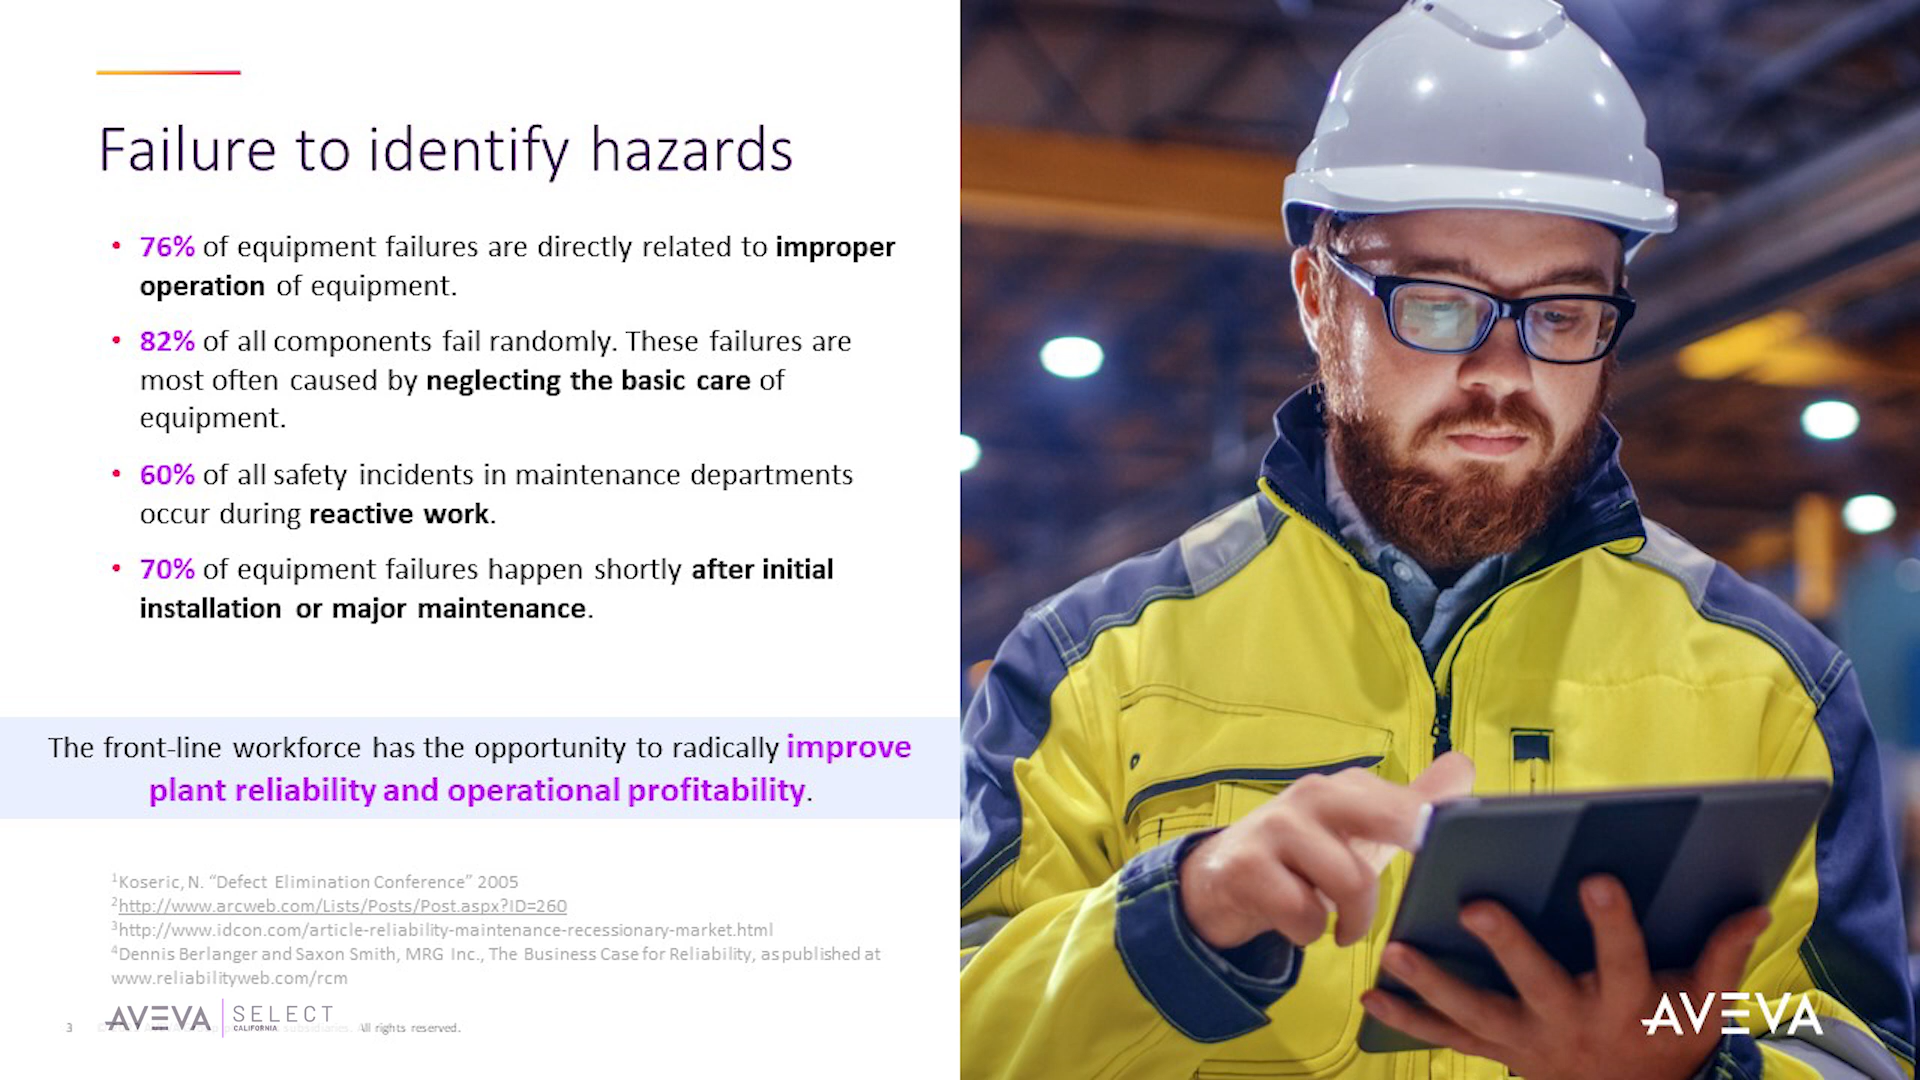 Failure to identify hazards
• 76% of equipment failures are directly related to improper
operation of equipment.
• 82% of all components fail randomly. These failures are
most often caused by neglecting the basic care of
equipment.
• 60% of all safety incidents in maintenance departments
occur during reactive work.
• 70% of equipment failures happen shortly after initial
installation or major maintenance.
The front-line workforce has the opportunity to radically improve
plant reliability and operational profitability.
¹Koseric, N. “Defect Elimination Conference” 2005
²http://www.arcweb.com/Lists/Posts/Post.aspx?ID=260
³http://www.idcon.com/article-reliability-maintenance-recessionary-market.html
⁴Dennis Berlanger and Saxon Smith, MRG Inc., The Business Case for Reliability, as published at
www.reliabilityweb.com/rcm
AVEVA SELECT
CALIFORNIA
3 subsidiaries. All rights reserved.
AVEVA